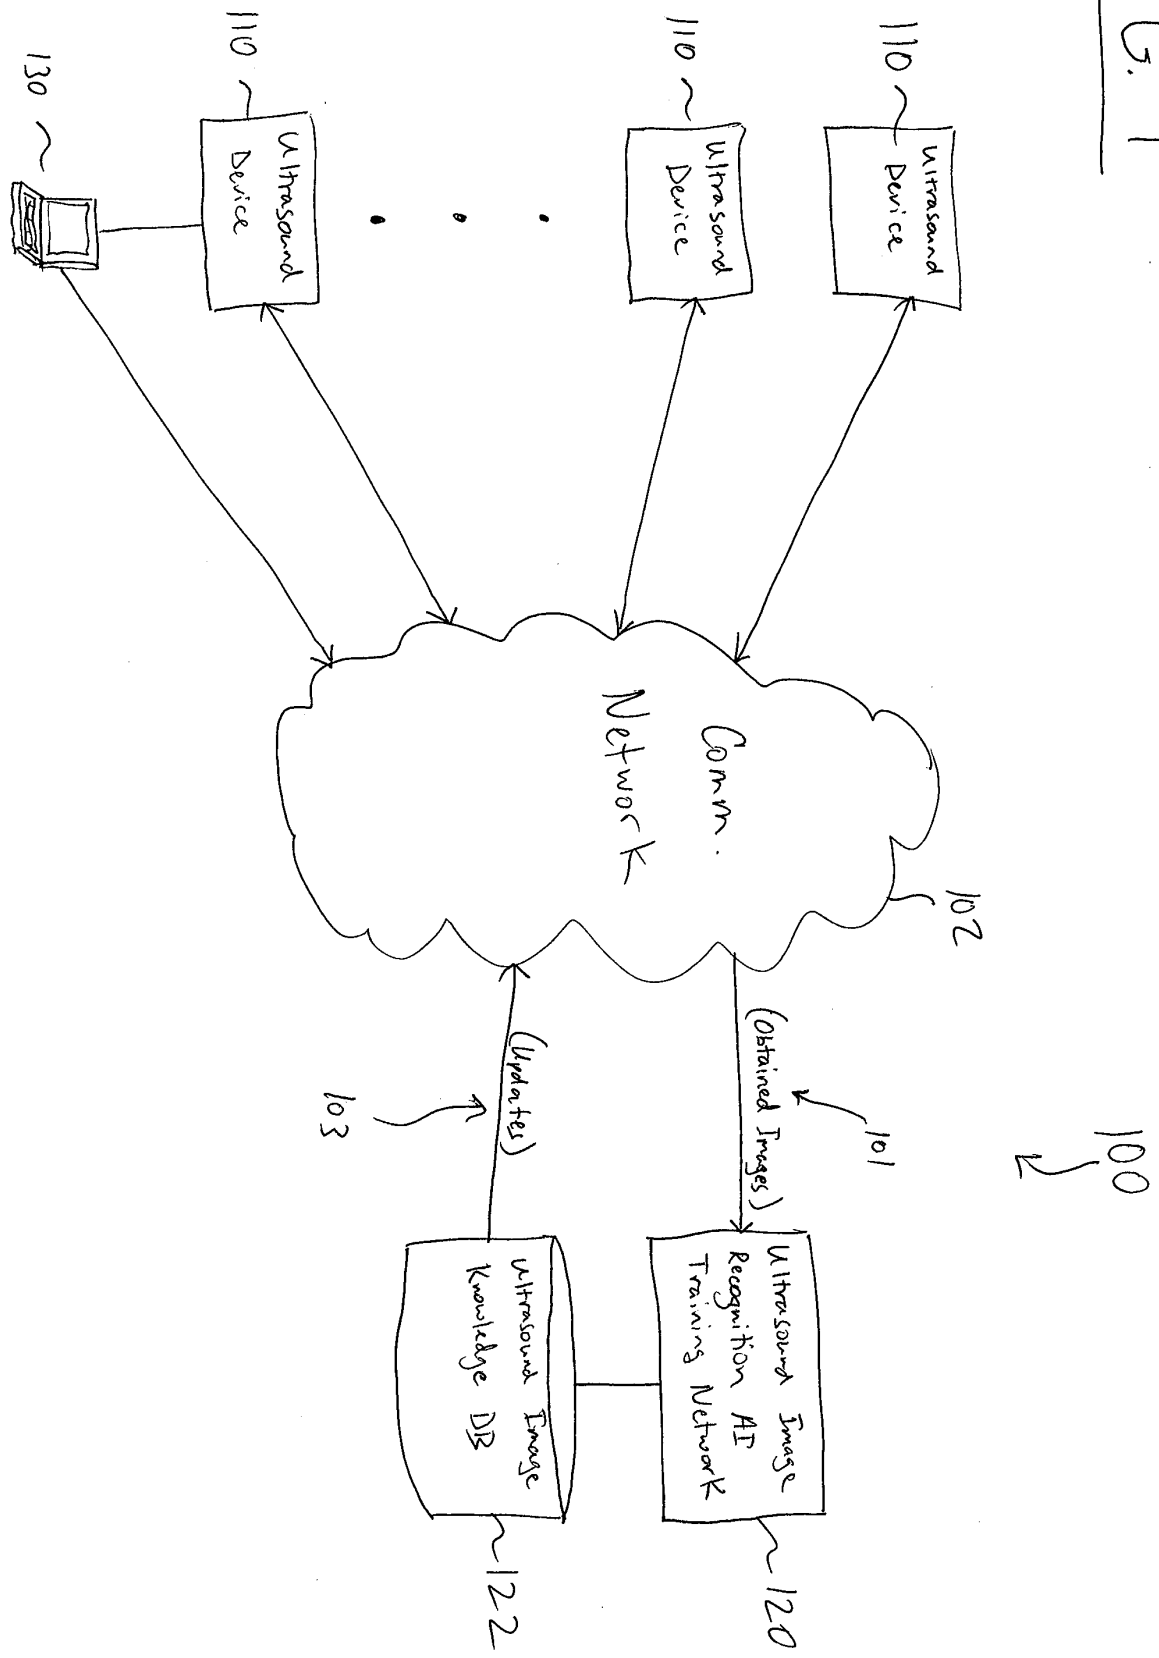 G. 1
100
110
Ultrasound
Device
110
Ultrasound
Device
110
Ultrasound
Device
130
Comm.
Network
102
(Obtained Images)
101
(Updates)
103
Ultrasound Image
Recognition AI
Training Network
120
Ultrasound Image
Knowledge DB
122